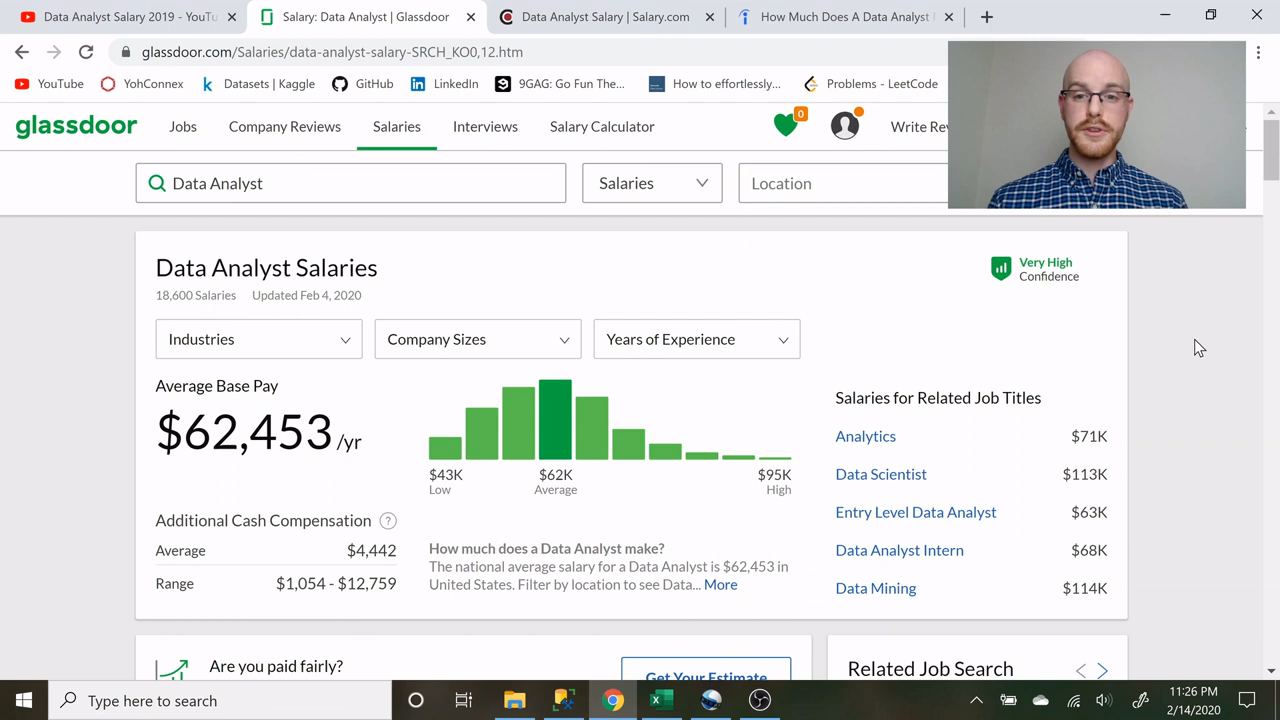 Data Analyst Salary 2019 - YouTu
Salary: Data Analyst | Glassdoor
Data Analyst Salary | Salary.com
How Much Does A Data Analyst
glassdoor.com/Salaries/data-analyst-salary-SRCH_KO0,12.htm
YouTube
YohConnex
Datasets | Kaggle
GitHub
LinkedIn
9GAG: Go Fun The...
How to effortlessly...
Problems - LeetCode
glassdoor
Jobs
Company Reviews
Salaries
Interviews
Salary Calculator
0
Write Rev
Data Analyst
Salaries
Location
Data Analyst Salaries
18,600 Salaries Updated Feb 4, 2020
Very High
Confidence
Industries
Company Sizes
Years of Experience
Average Base Pay
$62,453 /yr
$43K
Low
$62K
Average
$95K
High
Additional Cash Compensation ?
Average $4,442
Range $1,054 - $12,759
How much does a Data Analyst make?
The national average salary for a Data Analyst is $62,453 in
United States. Filter by location to see Data... More
Salaries for Related Job Titles
Analytics $71K
Data Scientist $113K
Entry Level Data Analyst $63K
Data Analyst Intern $68K
Data Mining $114K
Are you paid fairly?
Get Your Estimate
Related Job Search
Type here to search
11:26 PM
2/14/2020